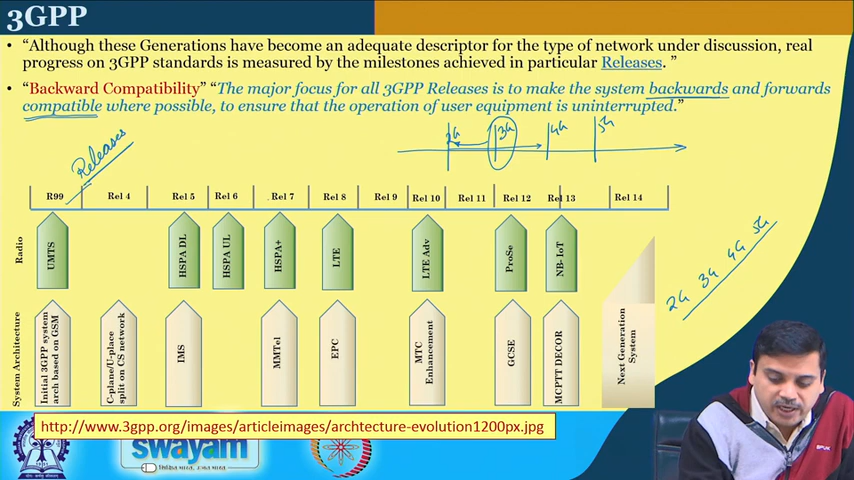 3GPP
• “Although these Generations have become an adequate descriptor for the type of network under discussion, real
progress on 3GPP standards is measured by the milestones achieved in particular Releases. ”
• “Backward Compatibility” “The major focus for all 3GPP Releases is to make the system backwards and forwards
compatible where possible, to ensure that the operation of user equipment is uninterrupted.”
2G 3G 4G 5G
Releases
R99 Rel 4 Rel 5 Rel 6 Rel 7 Rel 8 Rel 9 Rel 10 Rel 11 Rel 12 Rel 13 Rel 14
Radio
UMTS
HSPA DL
HSPA UL
HSPA+
LTE
LTE Adv
ProSe
NB-IoT
2G 3G 4G 5G
System Architecture
Initial 3GPP system
arch based on GSM
C-plane/U-place
split on CS network
IMS
MMTel
EPC
MTC
Enhancement
GCSE
MCPTT DECOR
Next Generation
System
http://www.3gpp.org/images/articleimages/archtecture-evolution1200px.jpg
swayam